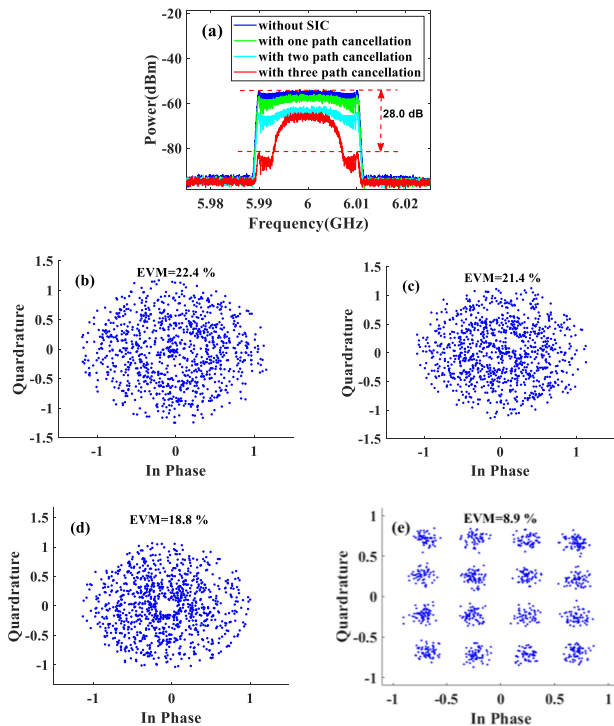 (a)
without SIC
with one path cancellation
with two path cancellation
with three path cancellation
28.0 dB
Power(dBm)
-20
-40
-60
-80
5.98
5.99
6
6.01
6.02
Frequency(GHz)
(b)
EVM=22.4 %
Quardrature
1.5
1
0.5
0
-0.5
-1
-1.5
-1
0
1
In Phase
(c)
EVM=21.4 %
Quardrature
1.5
1
0.5
0
-0.5
-1
-1.5
-1
0
1
In Phase
(d)
EVM=18.8 %
Quardrature
1.5
1
0.5
0
-0.5
-1
-1
0
1
In Phase
(e)
EVM=8.9 %
Quardrature
1
0.5
0
-0.5
-1
-1
-0.5
0
0.5
1
In Phase